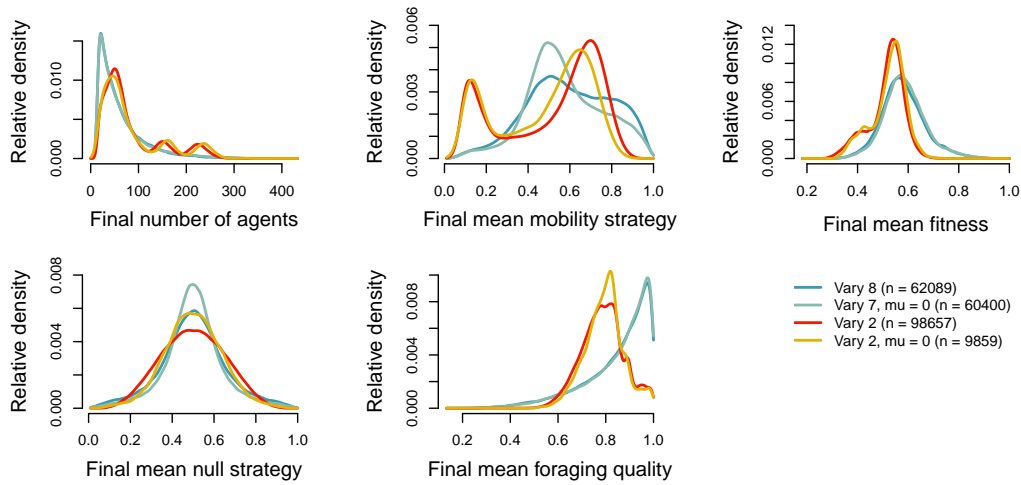 Relative density
0.000
0.010
0
100
200
300
400
Final number of agents
Relative density
0.000
0.003
0.006
0.0
0.2
0.4
0.6
0.8
1.0
Final mean mobility strategy
Relative density
0.000
0.006
0.012
0.2
0.4
0.6
0.8
1.0
Final mean fitness
Relative density
0.000
0.004
0.008
0.0
0.2
0.4
0.6
0.8
1.0
Final mean null strategy
Relative density
0.000
0.004
0.008
0.2
0.4
0.6
0.8
1.0
Final mean foraging quality
Vary 8 (n = 62089)
Vary 7, mu = 0 (n = 60400)
Vary 2 (n = 98657)
Vary 2, mu = 0 (n = 9859)